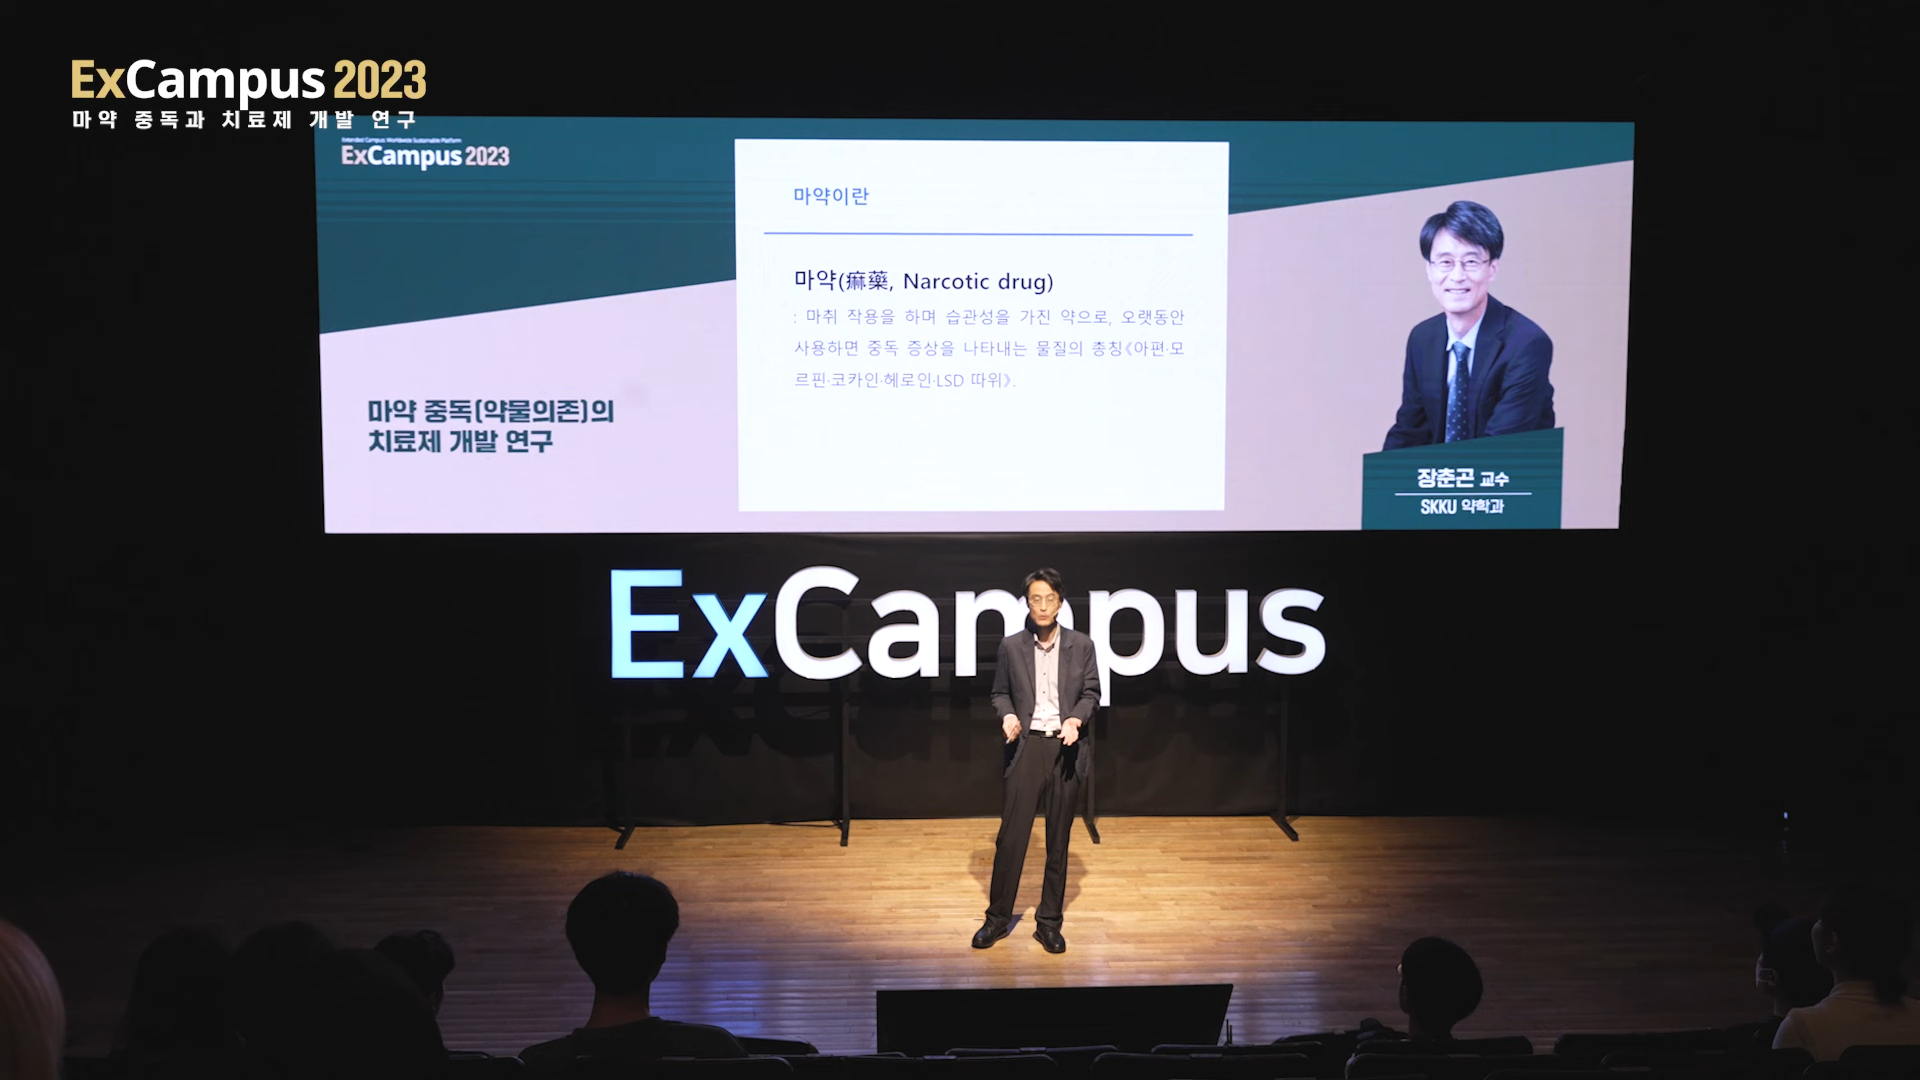 ExCampus 2023
마약 중독과 치료제 개발 연구
Extended Campus Worldwide Sustainable Platform
ExCampus 2023
마약 중독(약물의존)의
치료제 개발 연구
마약이란
마약(痲藥, Narcotic drug)
: 마취 작용을 하며 습관성을 가진 약으로, 오랫동안
사용하면 중독 증상을 나타내는 물질의 총칭《아편·모
르핀·코카인·헤로인·LSD 따위》.
장춘곤 교수
SKKU 약학과
ExCampus